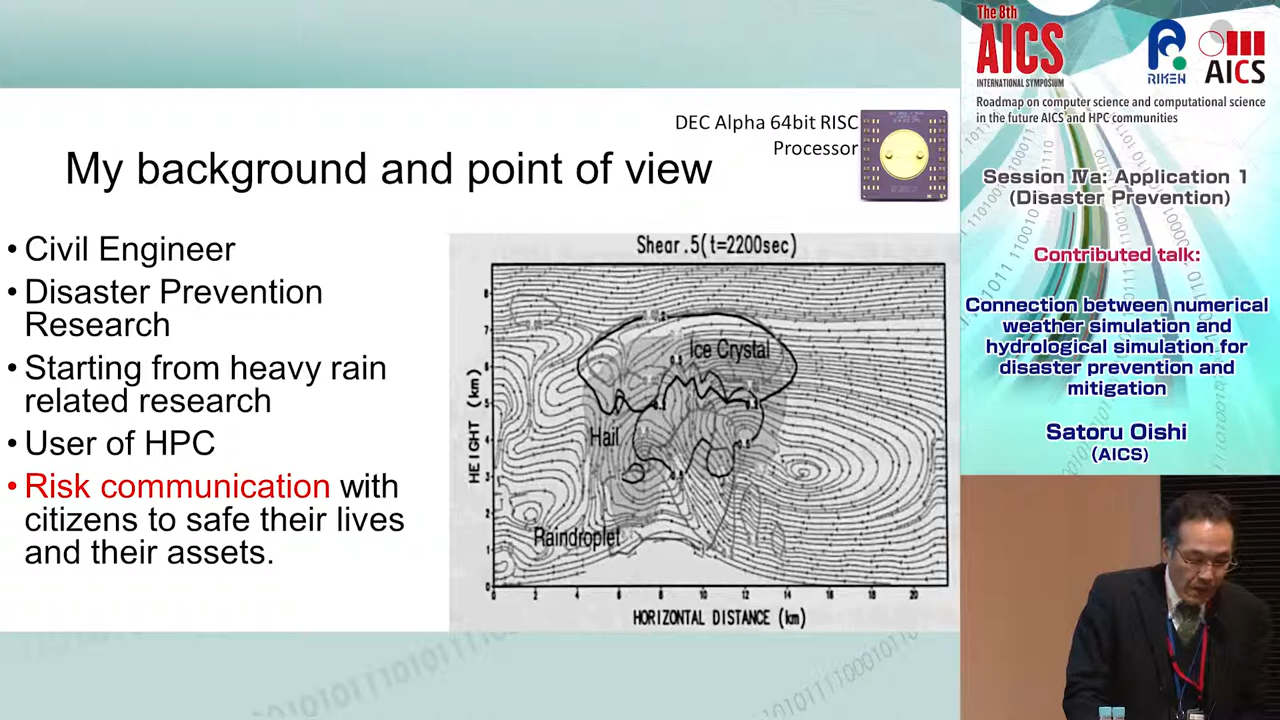 DEC Alpha 64bit RISC
Processor
My background and point of view
• Civil Engineer
• Disaster Prevention
Research
• Starting from heavy rain
related research
• User of HPC
• Risk communication with
citizens to safe their lives
and their assets.
Shear .5(t=2200sec)
Ice Crystal
Hail
Raindroplet
HEIGHT (km)
8
7
6
5
4
3
2
1
0
0 2 4 6 8 10 12 14 16 18 20
HORIZONTAL DISTANCE (km)
The 8th
AICS
INTERNATIONAL SYMPOSIUM
RIKEN
AICS
Roadmap on computer science and computational science
in the future AICS and HPC communities
Session Ⅳa: Application 1
(Disaster Prevention)
Contributed talk:
Connection between numerical
weather simulation and
hydrological simulation for
disaster prevention and
mitigation
Satoru Oishi
(AICS)